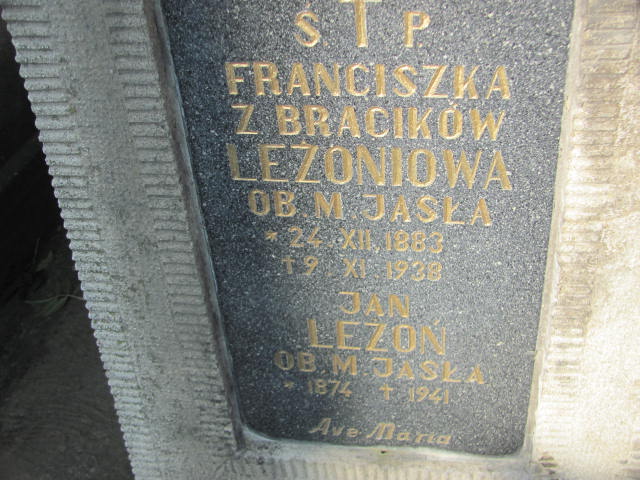 Ś. † P
FRANCISZKA
Z BRACIKÓW
LEŻONIOWA
OB. M. JASŁA
* 24. XII. 1883
† 9. XI 1938
JAN
LEŻOŃ
OB. M. JASŁA
* 1874 † 1941
Ave Maria